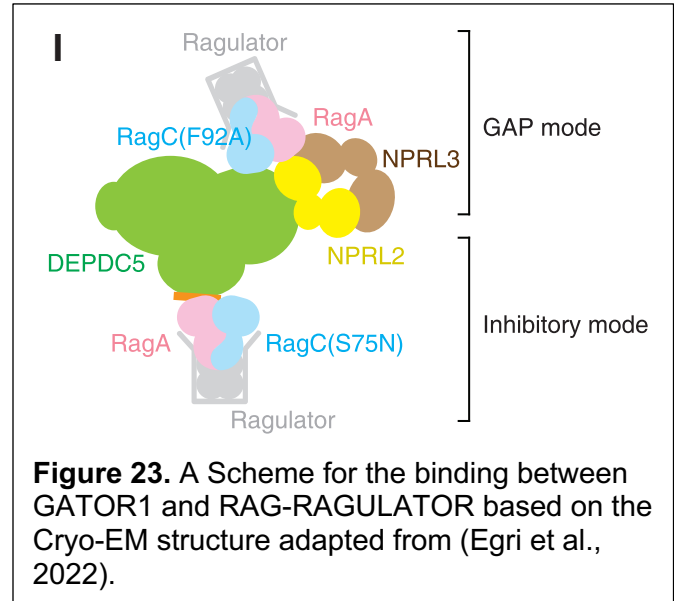 I
Ragulator
RagA
RagC(F92A)
GAP mode
NPRL3
DEPDC5
NPRL2
RagA
RagC(S75N)
Inhibitory mode
Ragulator
Figure 23. A Scheme for the binding between
GATOR1 and RAG-RAGULATOR based on the
Cryo-EM structure adapted from (Egri et al.,
2022).